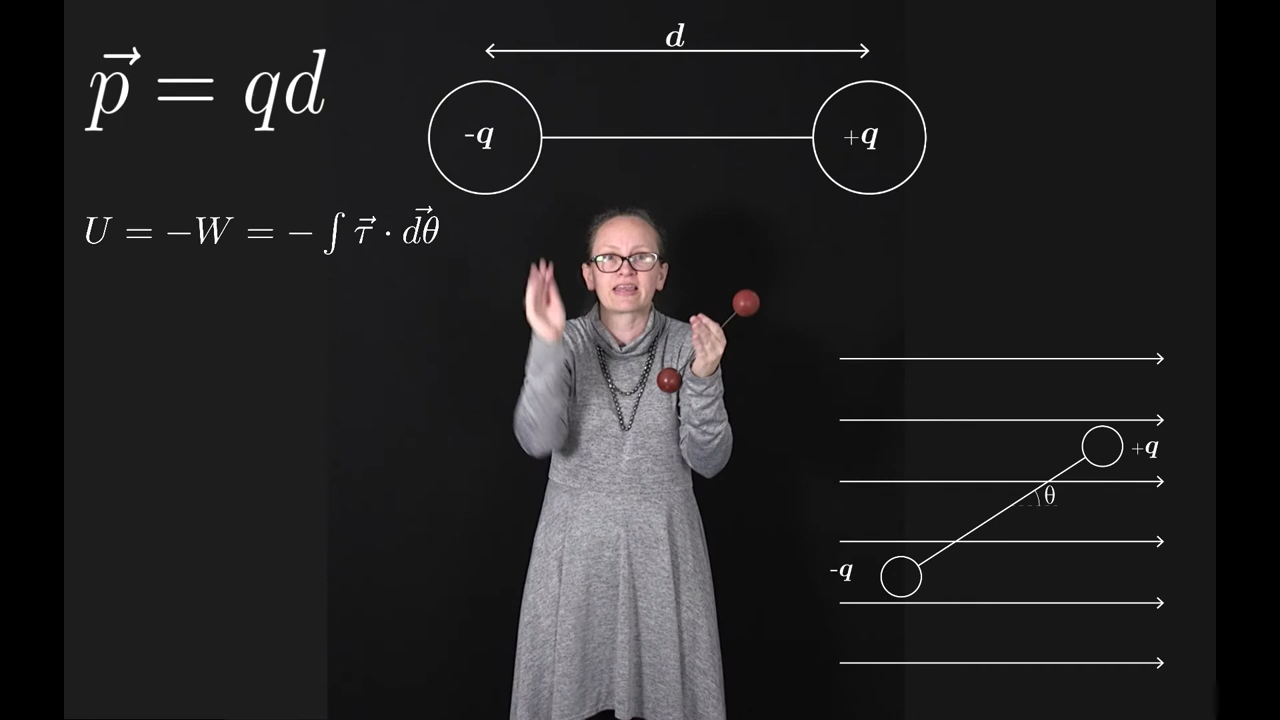 d
p⃗ = qd
-q
+q
U = −W = − ∫ τ⃗ · dθ⃗
+q
θ
-q